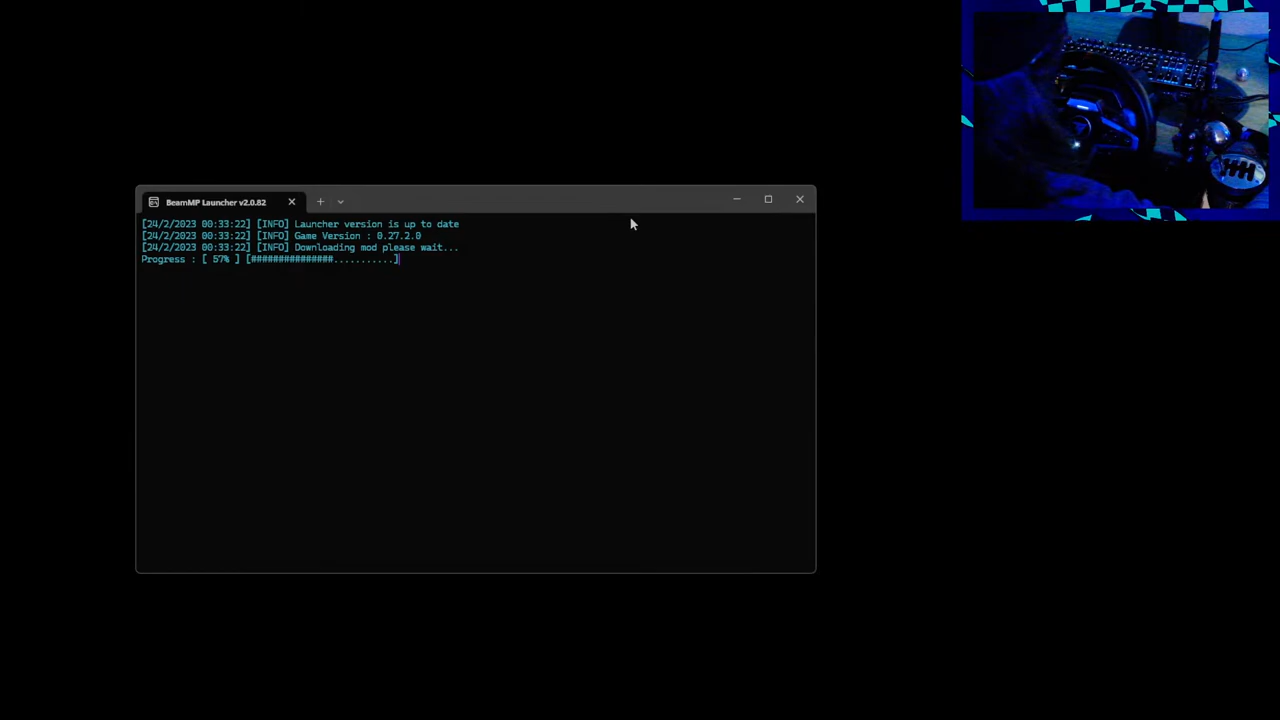 BeamMP Launcher v2.0.82
[24/2/2023 00:33:22] [INFO] Launcher version is up to date
[24/2/2023 00:33:22] [INFO] Game Version : 0.27.2.0
[24/2/2023 00:33:22] [INFO] Downloading mod please wait...
Progress : [ 57% ] [###############...........]